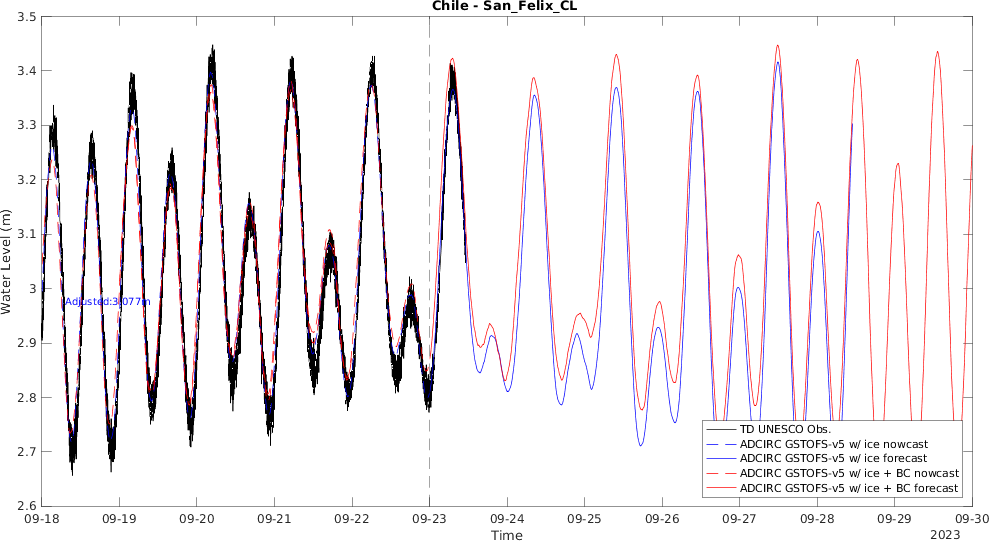 Chile - San_Felix_CL
3.5
3.4
3.3
3.2
3.1
3
2.9
2.8
2.7
2.6
Water Level (m)
Adjusted:3.077m
TD UNESCO Obs.
ADCIRC GSTOFS-v5 w/ ice nowcast
ADCIRC GSTOFS-v5 w/ ice forecast
ADCIRC GSTOFS-v5 w/ ice + BC nowcast
ADCIRC GSTOFS-v5 w/ ice + BC forecast
09-18 09-19 09-20 09-21 09-22 09-23 09-24 09-25 09-26 09-27 09-28 09-29 09-30
Time
2023